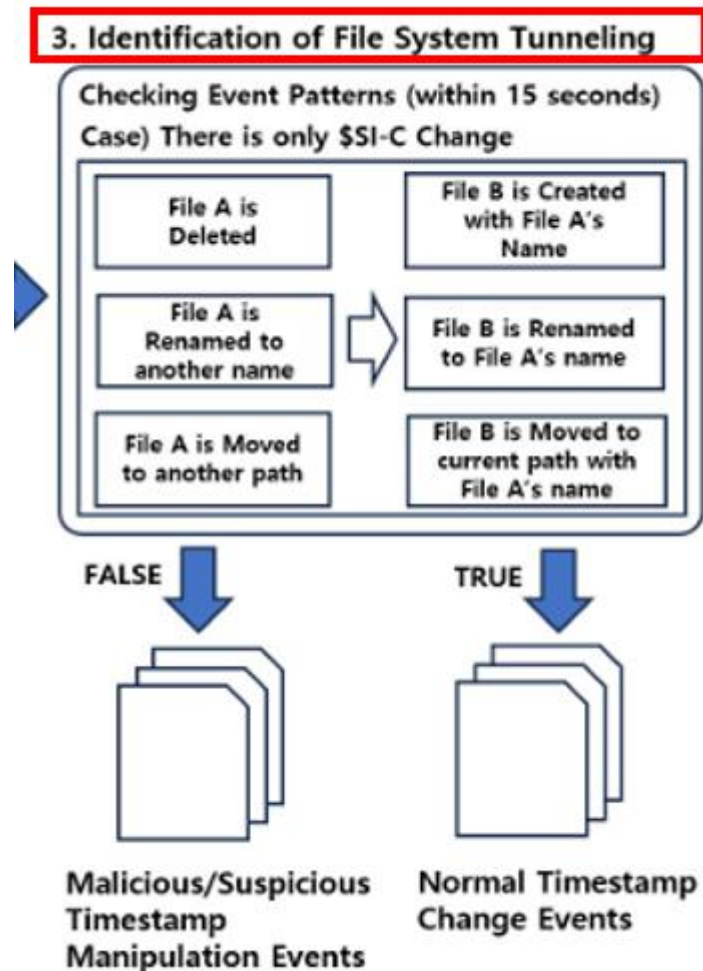 3. Identification of File System Tunneling
Checking Event Patterns (within 15 seconds)
Case) There is only $SI-C Change
File A is
Deleted
File B is Created
with File A's
Name
File A is
Renamed to
another name
File B is Renamed
to File A's name
File A is Moved
to another path
File B is Moved to
current path with
File A's name
FALSE
TRUE
Malicious/Suspicious
Timestamp
Manipulation Events
Normal Timestamp
Change Events